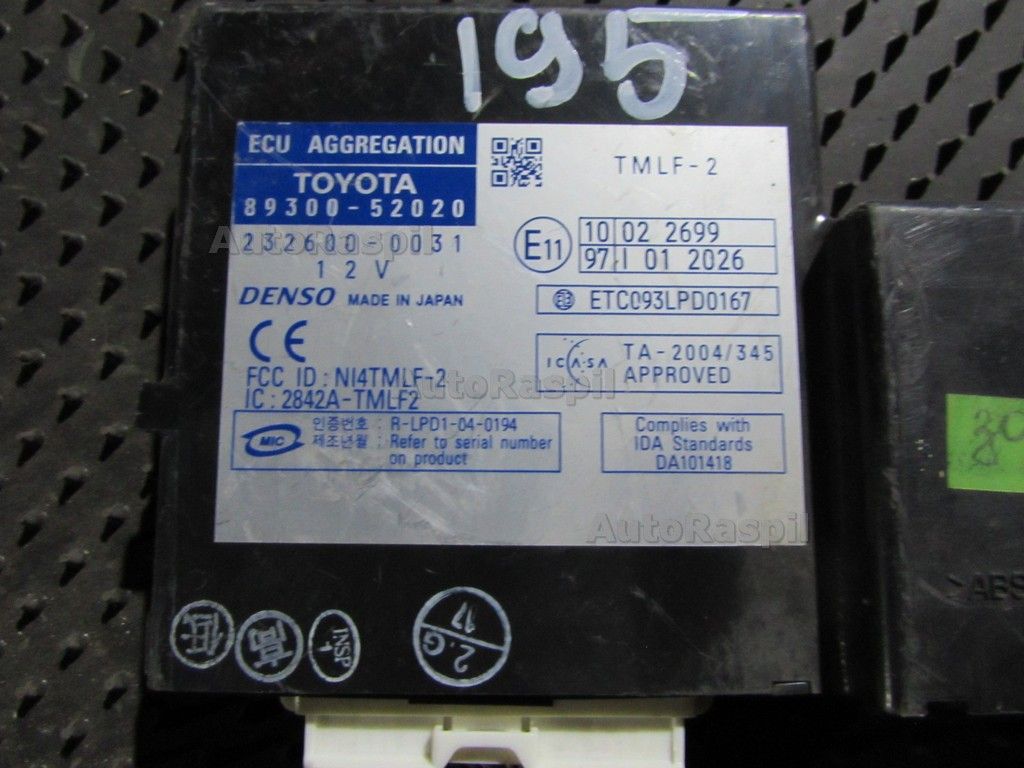 195
ECU AGGREGATION
TOYOTA
89300-52020
232600-0031
12V
DENSO MADE IN JAPAN
CE
FCC ID : NI4TMLF-2
IC : 2842A-TMLF2
MIC
인증번호 : R-LPD1-04-0194
제조년월 : Refer to serial number
on product
TMLF-2
E11
10 02 2699
97 I 01 2026
ETC093LPD0167
ICASA
TA-2004/345
APPROVED
Complies with
IDA Standards
DA101418
AutoRaspil
AutoRaspil
AutoRaspil
INSP
2.G
17
>ABS